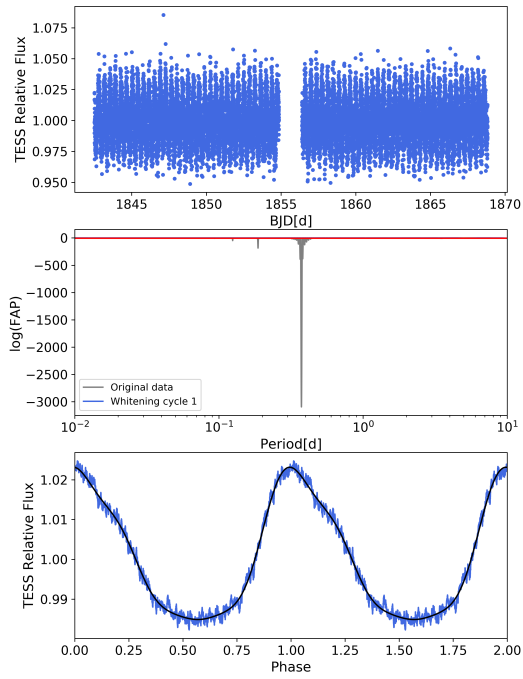 1.075
1.050
1.025
1.000
0.975
0.950
TESS Relative Flux
1845 1850 1855 1860 1865 1870
BJD[d]
0
−500
−1000
−1500
−2000
−2500
−3000
log(FAP)
Original data
Whitening cycle 1
10⁻² 10⁻¹ 10⁰ 10¹
Period[d]
1.02
1.01
1.00
0.99
TESS Relative Flux
0.00 0.25 0.50 0.75 1.00 1.25 1.50 1.75 2.00
Phase